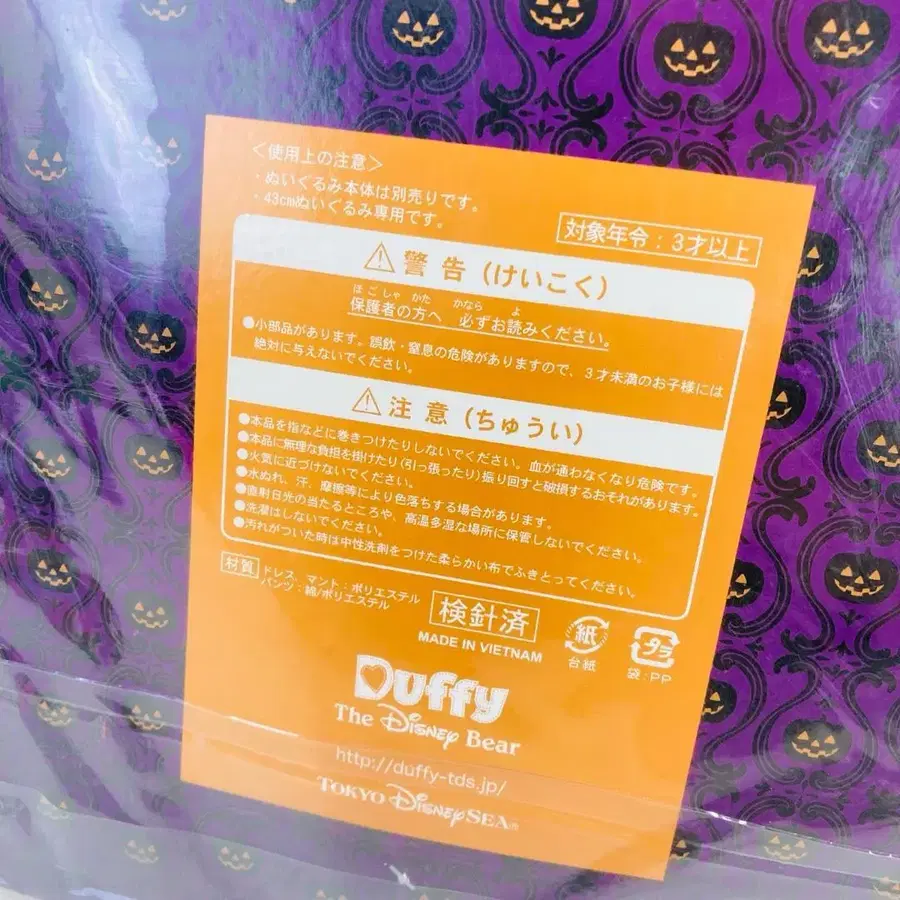 <使用上の注意>
・ぬいぐるみ本体は別売りです。
・43cmぬいぐるみ専用です。
対象年令：3才以上
警告（けいこく）
ほごしゃ かた かなら よ
保護者の方へ 必ずお読みください。
●小部品があります。誤飲・窒息の危険がありますので、3才未満のお子様には
絶対に与えないでください。
注意（ちゅうい）
●本品を指などに巻きつけたりしないでください。血が通わなくなり危険です。
●本品に無理な負担を掛けたり(引っ張ったり)振り回すと破損するおそれがあります。
●火気に近づけないでください。
●水ぬれ、汗、摩擦等により色落ちする場合があります。
●直射日光の当たるところや、高温多湿な場所に保管しないでください。
●洗濯はしないでください。
●汚れがついた時は中性洗剤をつけた柔らかい布でふきとってください。
材質 ドレス、マント：ポリエステル
パンツ：綿/ポリエステル
検針済
MADE IN VIETNAM
紙
台紙
プラ
袋：PP
Duffy
The Disney Bear
http://duffy-tds.jp/
TOKYO DISNEYSEA®